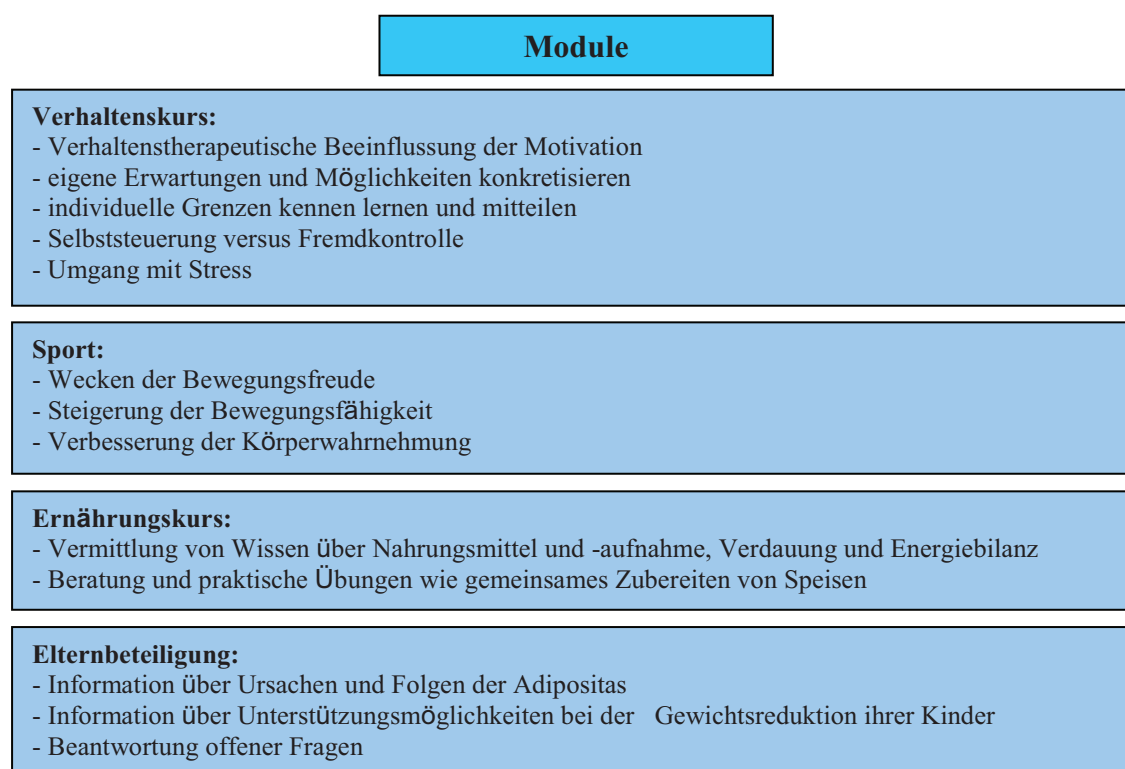 Module
Verhaltenskurs:
- Verhaltenstherapeutische Beeinflussung der Motivation
- eigene Erwartungen und Möglichkeiten konkretisieren
- individuelle Grenzen kennen lernen und mitteilen
- Selbststeuerung versus Fremdkontrolle
- Umgang mit Stress
Sport:
- Wecken der Bewegungsfreude
- Steigerung der Bewegungsfähigkeit
- Verbesserung der Körperwahrnehmung
Ernährungskurs:
- Vermittlung von Wissen über Nahrungsmittel und -aufnahme, Verdauung und Energiebilanz
- Beratung und praktische Übungen wie gemeinsames Zubereiten von Speisen
Elternbeteiligung:
- Information über Ursachen und Folgen der Adipositas
- Information über Unterstützungsmöglichkeiten bei der   Gewichtsreduktion ihrer Kinder
- Beantwortung offener Fragen